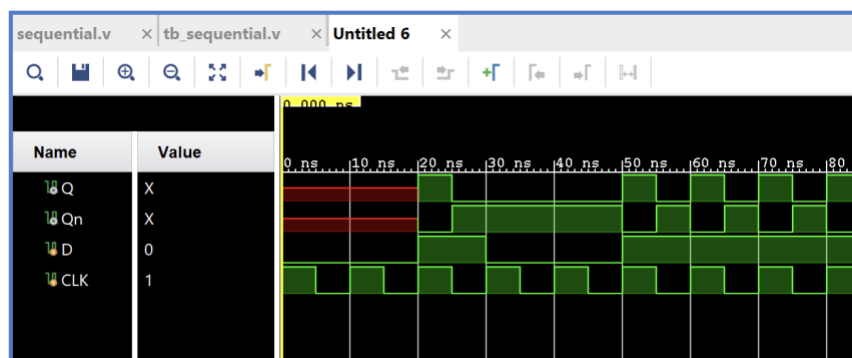 sequential.v × tb_sequential.v × Untitled 6 ×
0.000 ns
Name Value
0 ns 10 ns 20 ns 30 ns 40 ns 50 ns 60 ns 70 ns 80
Q X
Qn X
D 0
CLK 1